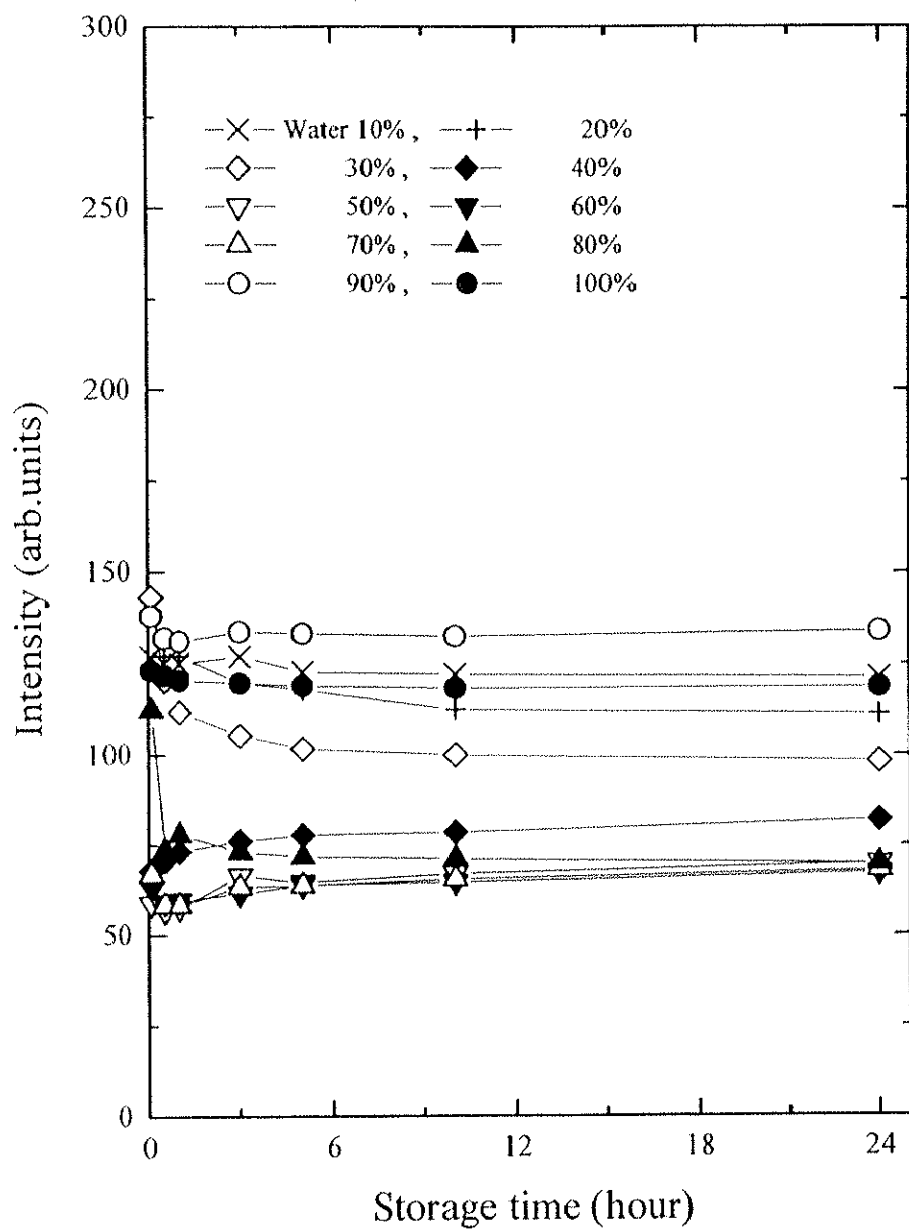 300
250
200
150
100
50
0
Intensity (arb.units)
Water 10% , 20%
30% , 40%
50% , 60%
70% , 80%
90% , 100%
0 6 12 18 24
Storage time (hour)